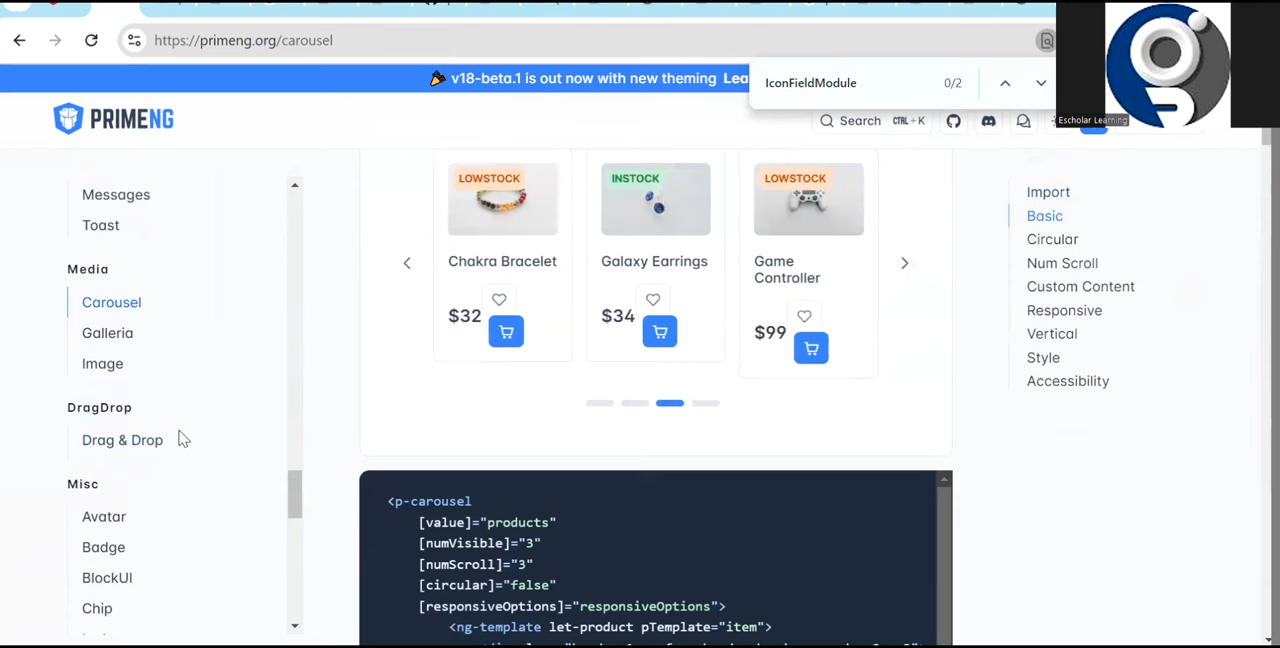 https://primeng.org/carousel
IconFieldModule
0/2
Escholar Learning
v18-beta.1 is out now with new theming
PRIMENG
Search
CTRL+K
Messages
Toast
Media
Carousel
Galleria
Image
DragDrop
Drag & Drop
Misc
Avatar
Badge
BlockUI
Chip
LOWSTOCK
Chakra Bracelet
$32
INSTOCK
Galaxy Earrings
$34
LOWSTOCK
Game
Controller
$99
<p-carousel
[value]="products"
[numVisible]="3"
[numScroll]="3"
[circular]="false"
[responsiveOptions]="responsiveOptions">
<ng-template let-product pTemplate="item">
Import
Basic
Circular
Num Scroll
Custom Content
Responsive
Vertical
Style
Accessibility